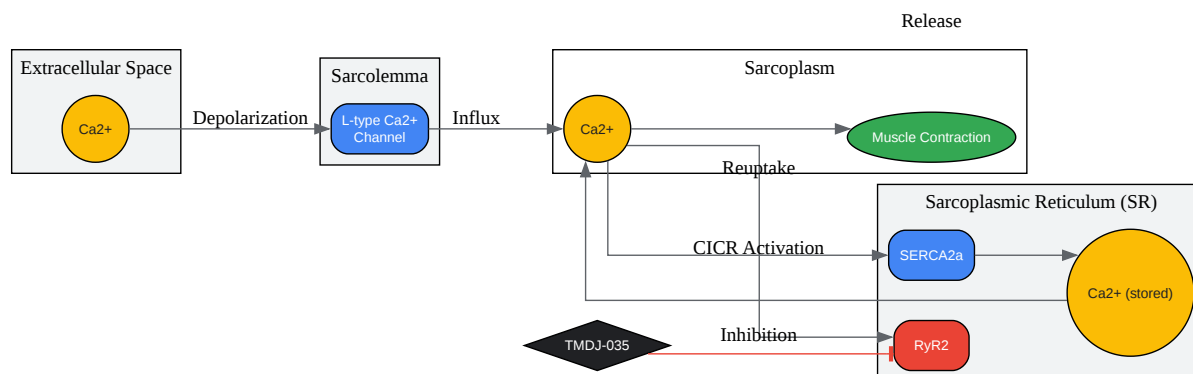 Release
Extracellular Space
Sarcolemma
Sarcoplasm
Ca2+
Depolarization
L-type Ca2+
Channel
Influx
Ca2+
Muscle Contraction
Reuptake
Sarcoplasmic Reticulum (SR)
CICR Activation
SERCA2a
Ca2+ (stored)
TMDJ-035
Inhibition
RyR2